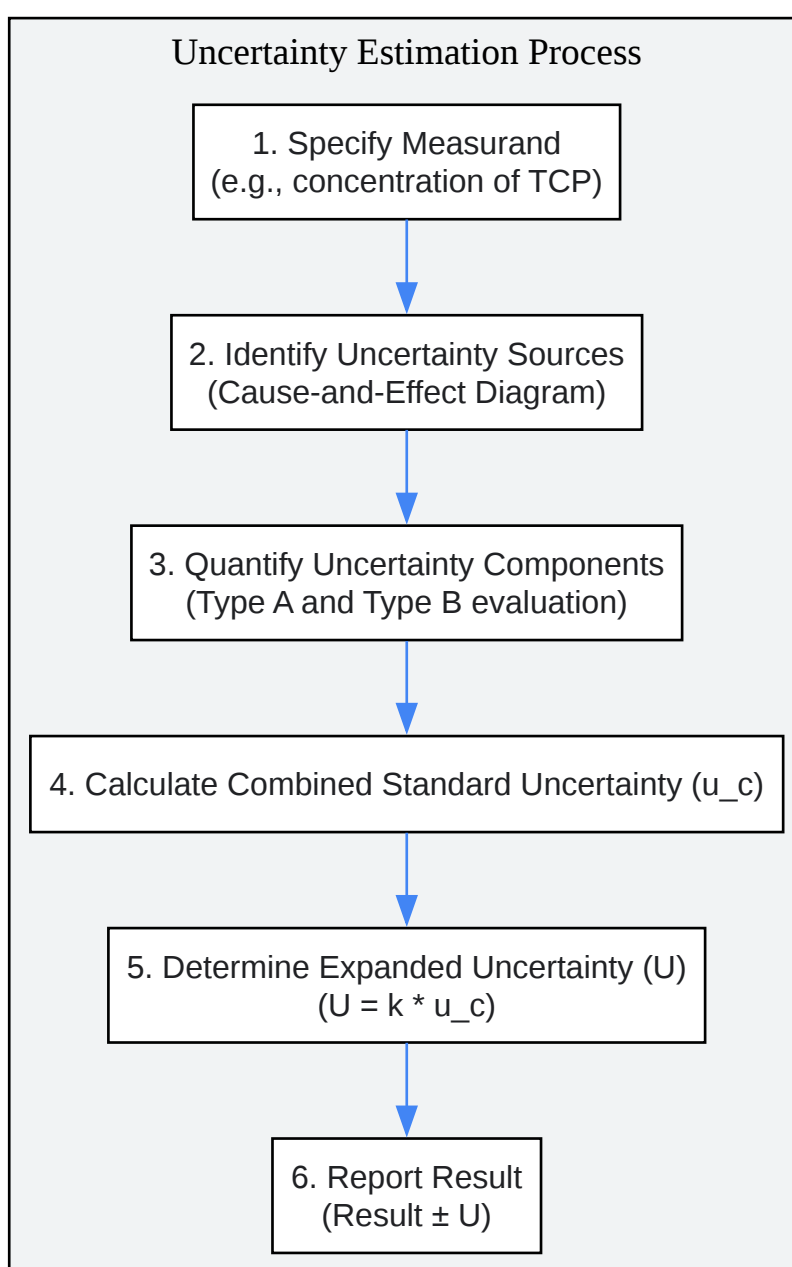 Uncertainty Estimation Process
1. Specify Measurand
(e.g., concentration of TCP)
2. Identify Uncertainty Sources
(Cause-and-Effect Diagram)
3. Quantify Uncertainty Components
(Type A and Type B evaluation)
4. Calculate Combined Standard Uncertainty (u_c)
5. Determine Expanded Uncertainty (U)
(U = k * u_c)
6. Report Result
(Result ± U)